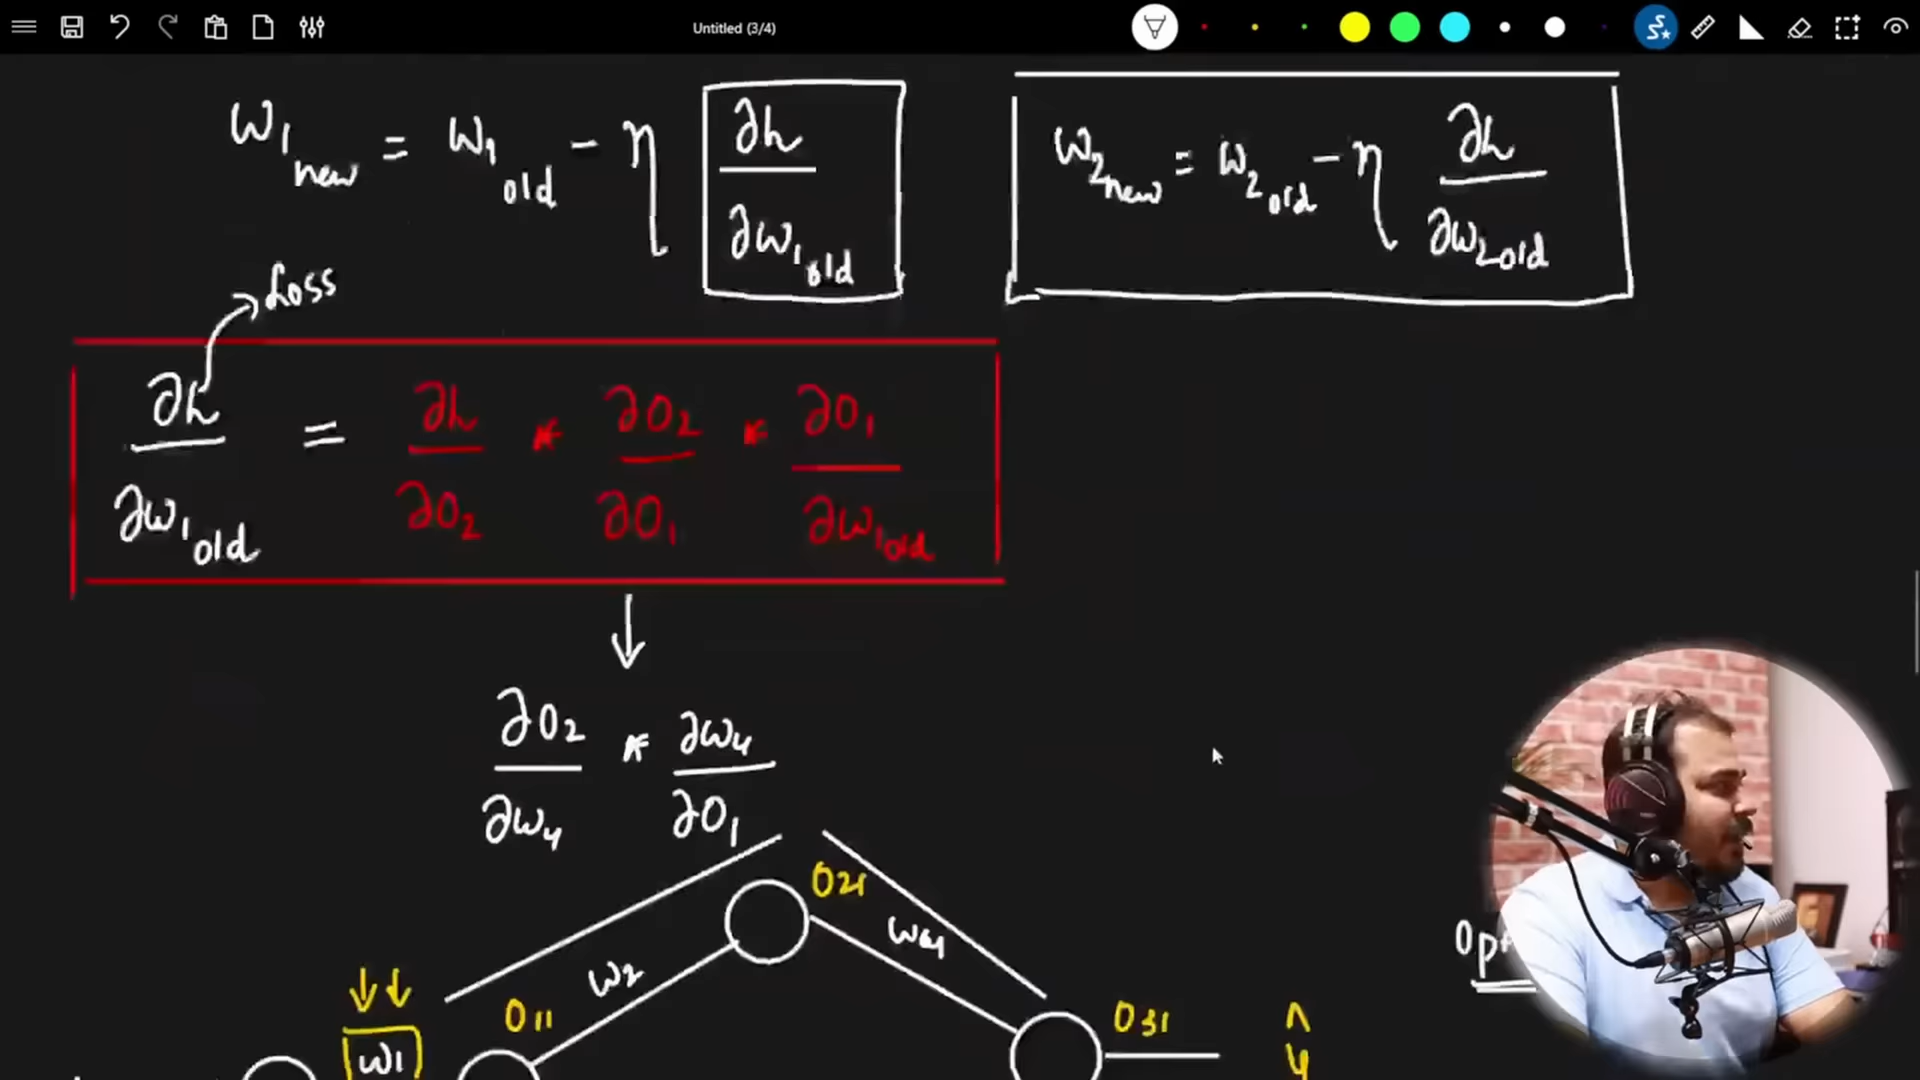 Untitled (3/4)
w₁new = w₁old - η ∂L/∂w₁old
w₂new = w₂old - η ∂L/∂w₂old
Loss
∂L/∂w₁old = ∂L/∂O₂ * ∂O₂/∂O₁ * ∂O₁/∂w₁old
↓
∂O₂/∂w₄ * ∂w₄/∂O₁
O21
w2
w4
O11
O31
ŷ
w1